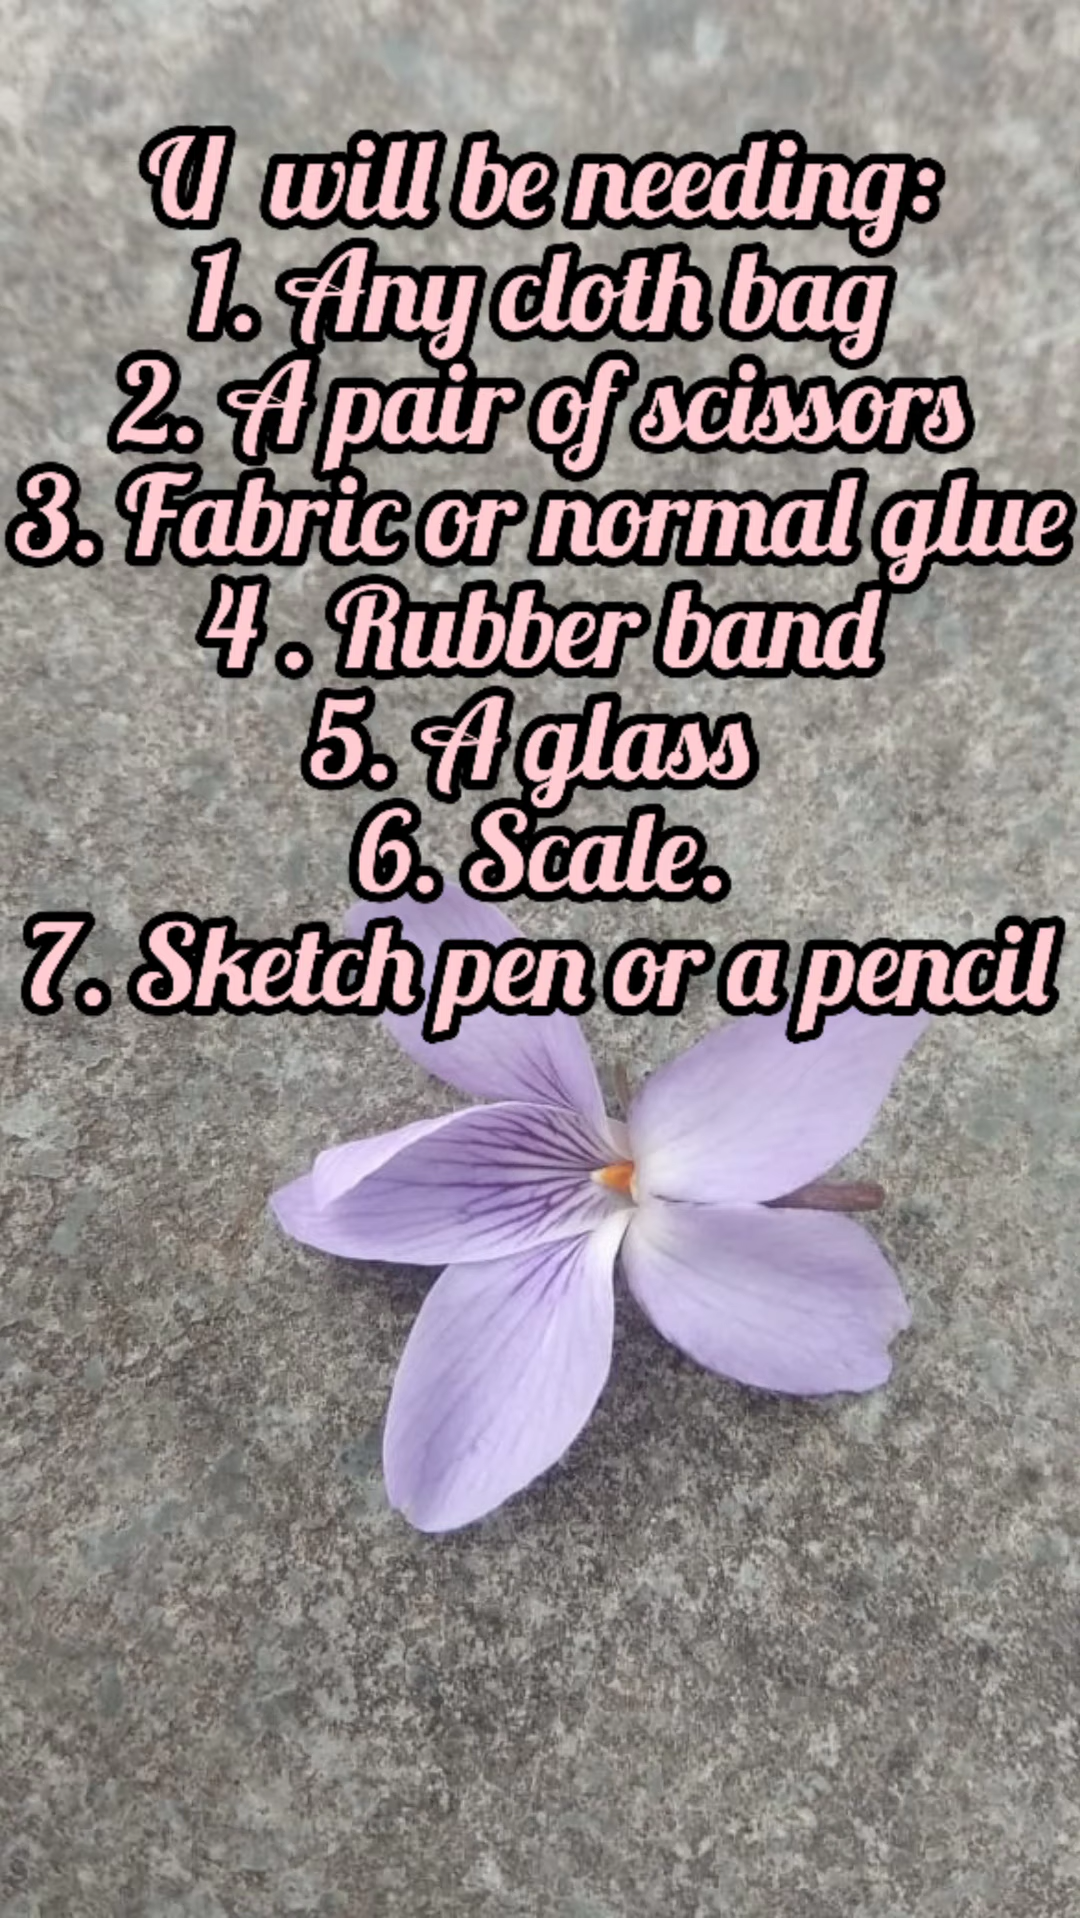 U will be needing:
1. Any cloth bag
2. A pair of scissors
3. Fabric or normal glue
4 . Rubber band
5. A glass
6. Scale.
7. Sketch pen or a pencil